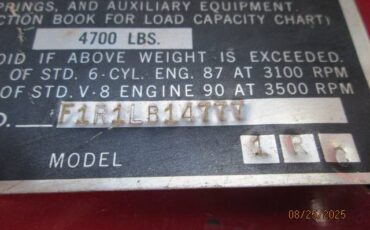 PRINGS, AND AUXILIARY EQUIPMENT.
CTION BOOK FOR LOAD CAPACITY CHART)
4700 LBS.
OID IF ABOVE WEIGHT IS EXCEEDED.
OF STD. 6-CYL. ENG. 87 AT 3100 RPM
OF STD. V-8 ENGINE 90 AT 3500 RPM
O. F1R1LB14777
MODEL 1 R
08/25/2025